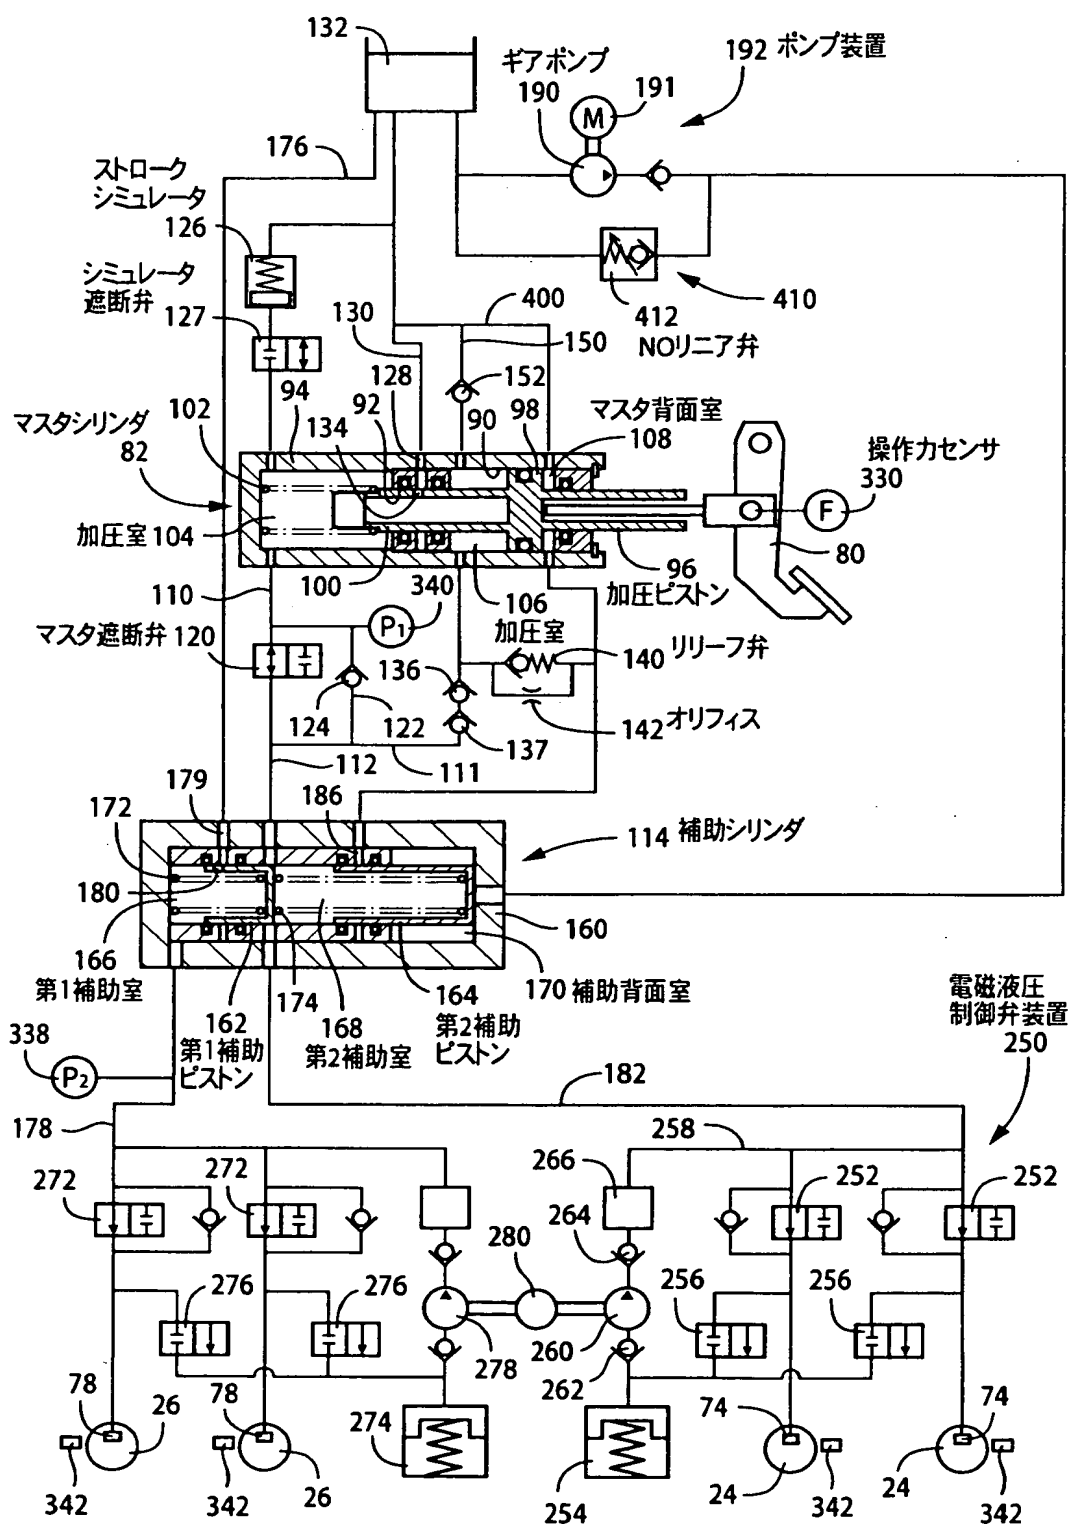 132
ギアポンプ
190
191
M
192 ポンプ装置
176
ストローク
シミュレータ
126
シミュレータ
遮断弁
127
130
400
150
412
NOリニア弁
410
128
152
94
92
90
98
マスタ背面室
108
マスタシリンダ
82
102
134
操作力センサ
330
F
加圧室 104
80
100
340
106
加圧室
96
加圧ピストン
110
P1
マスタ遮断弁 120
136
140 リリーフ弁
124
122
137
142 オリフィス
112
111
179
172
186
114 補助シリンダ
180
160
166
第1補助室
174
164
第2補助
ピストン
170 補助背面室
162
第1補助
ピストン
168
第2補助室
電磁液圧
制御弁装置
250
338
P2
182
178
258
272
272
266
252
252
264
280
276
276
256
256
278
260
262
78
26
78
274
74
74
24
342
342
26
254
24
342
342